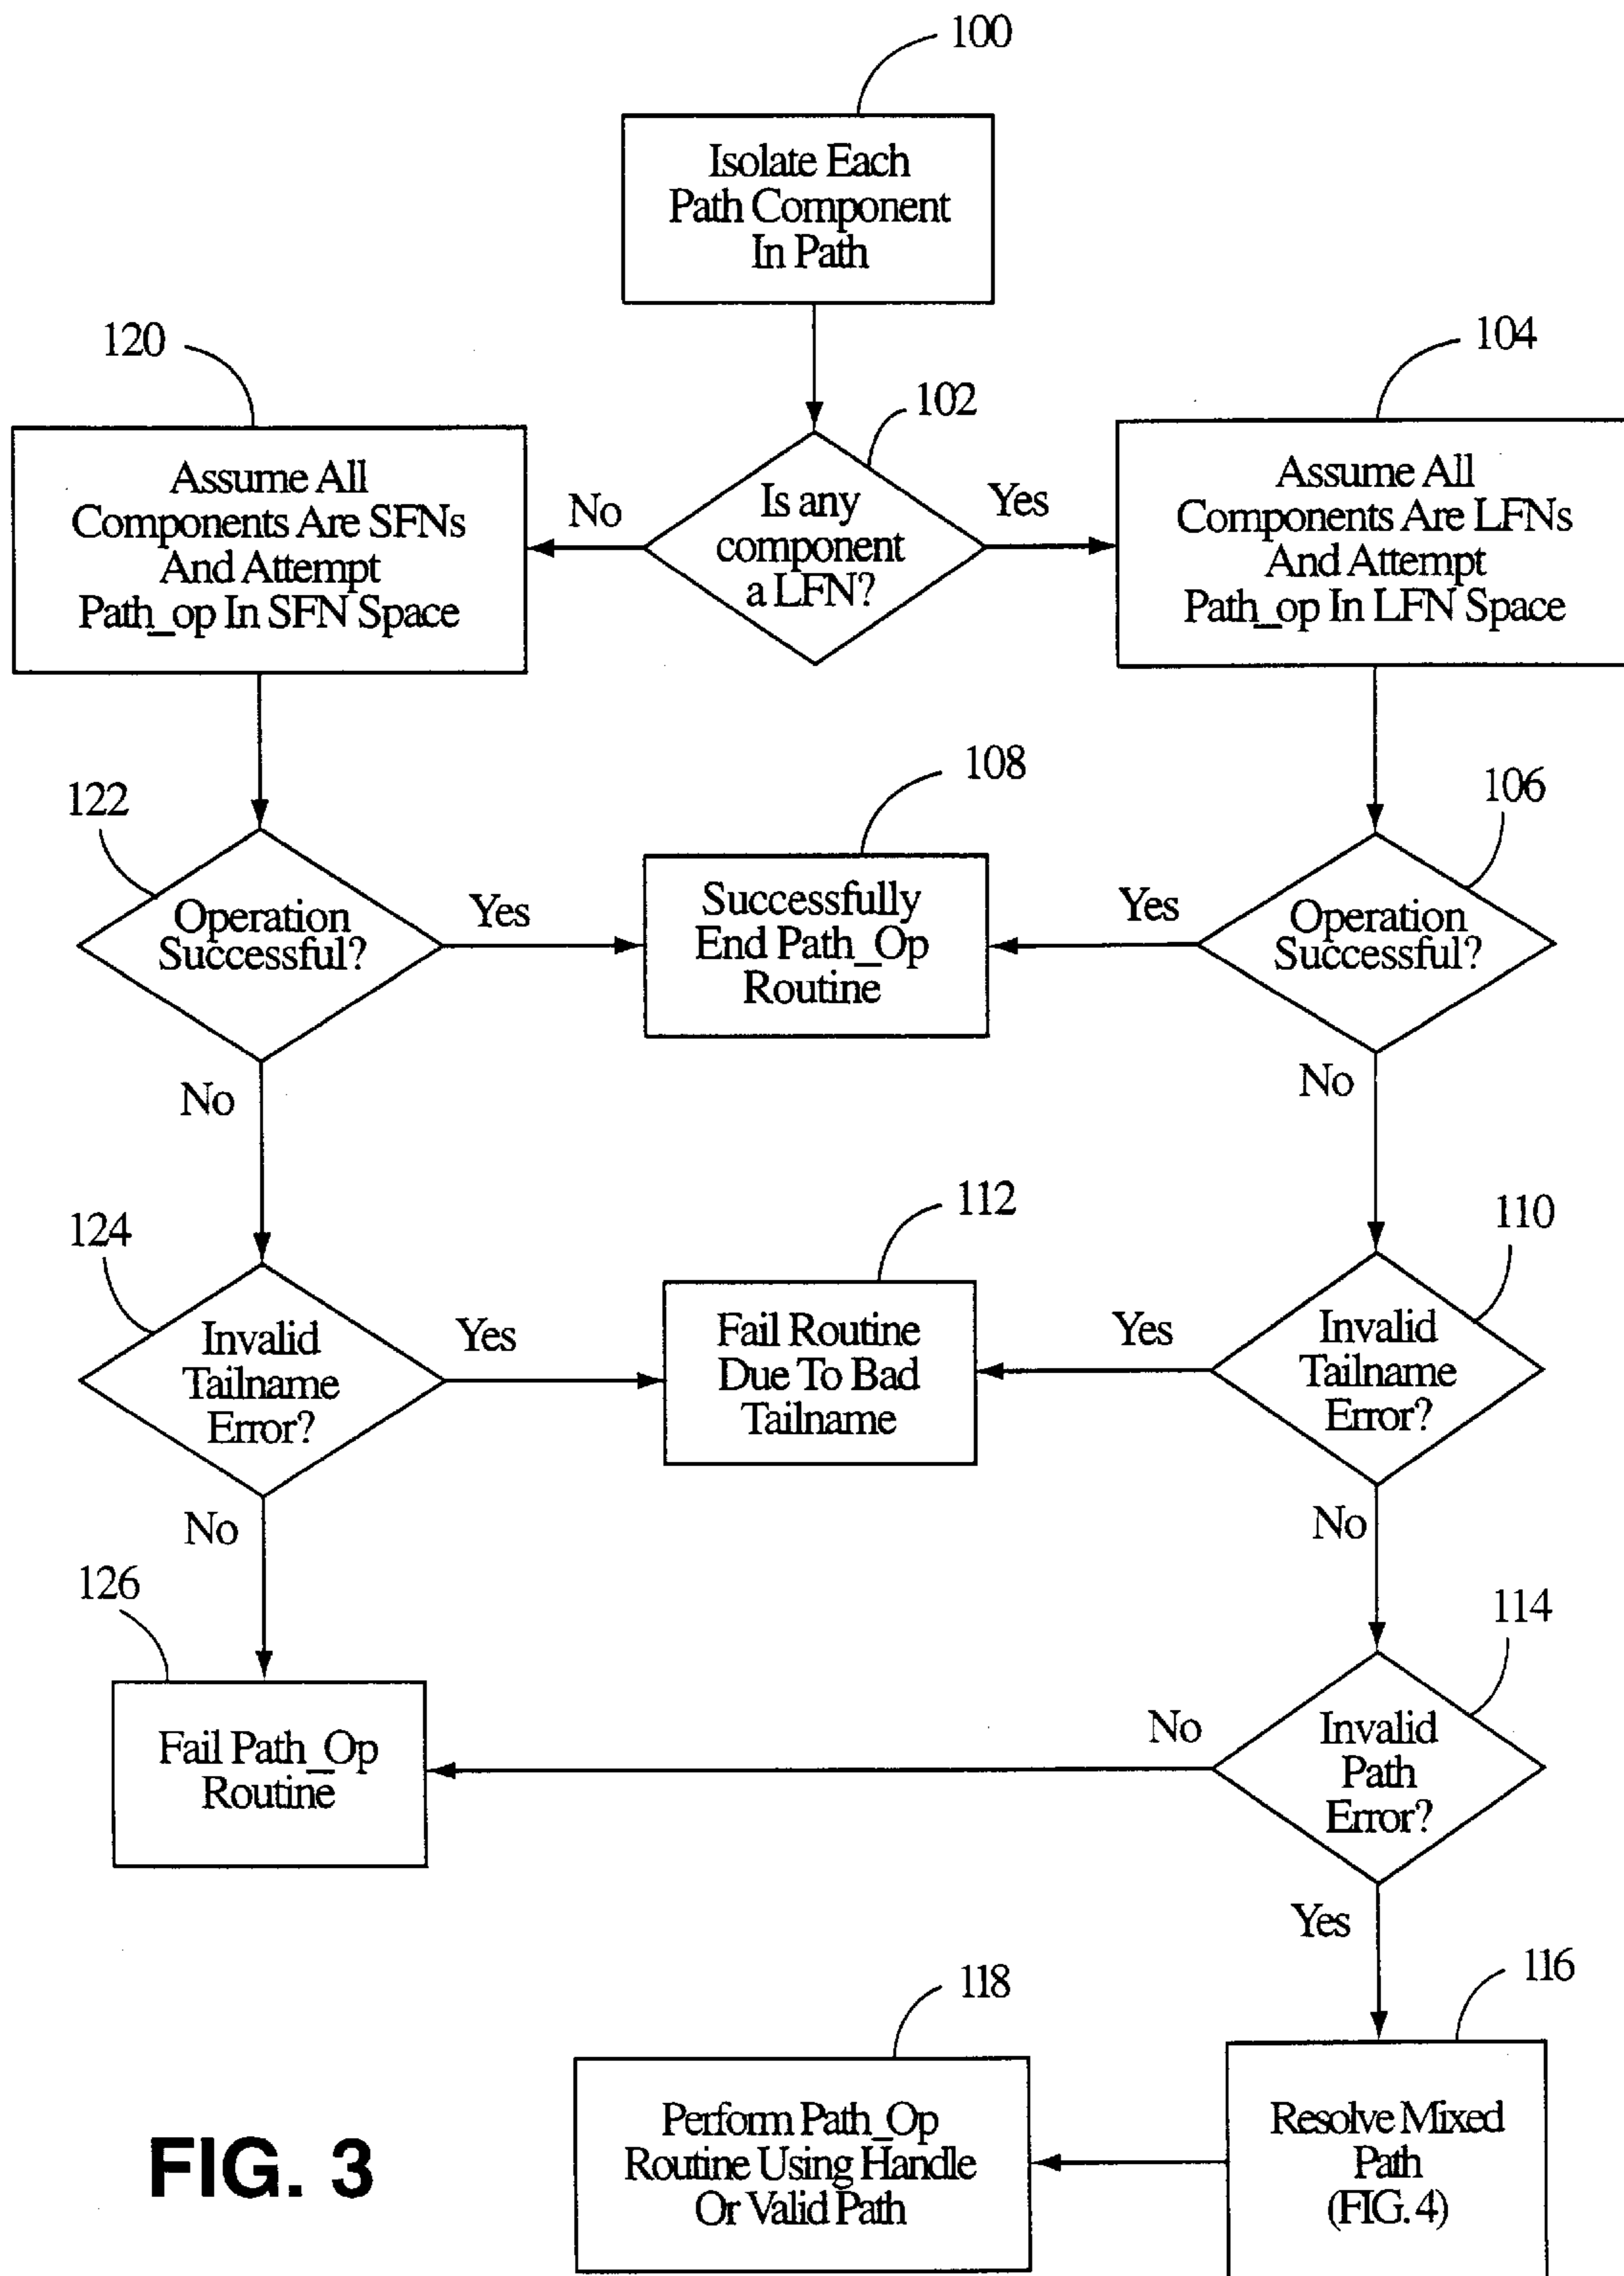 100
Isolate Each
Path Component
In Path
120
104
102
Assume All
Components Are SFNs
And Attempt
Path_op In SFN Space
No
Is any
component
a LFN?
Yes
Assume All
Components Are LFNs
And Attempt
Path_op In LFN Space
122
108
106
Operation
Successful?
Yes
Successfully
End Path_Op
Routine
Yes
Operation
Successful?
No
No
124
112
110
Invalid
Tailname
Error?
Yes
Fail Routine
Due To Bad
Tailname
Yes
Invalid
Tailname
Error?
No
No
126
114
Fail Path_Op
Routine
No
Invalid
Path
Error?
Yes
118
116
Perform Path_Op
Routine Using Handle
Or Valid Path
Resolve Mixed
Path
(FIG. 4)
FIG. 3